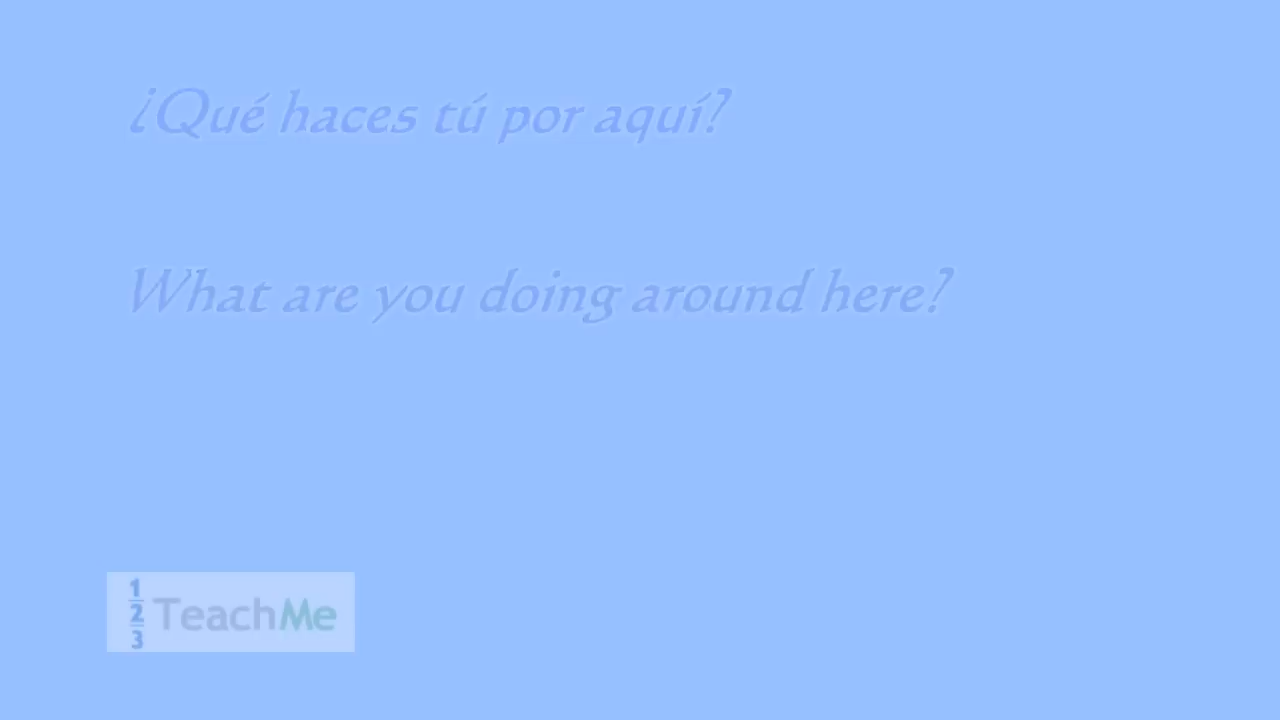 ¿Qué haces tú por aquí?
What are you doing around here?
1
2
3
TeachMe